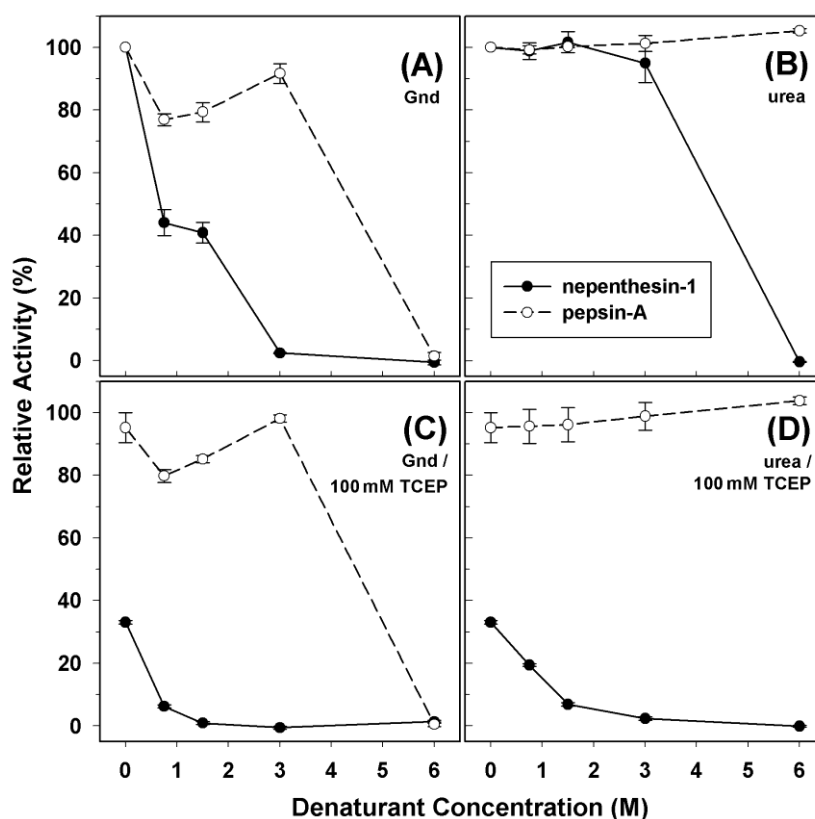 100
80
60
40
20
0
(A)
Gnd
(B)
urea
nepenthesin-1
pepsin-A
Relative Activity (%)
100
80
60
40
20
0
(C)
Gnd /
100 mM TCEP
(D)
urea /
100 mM TCEP
0 1 2 3 4 5 6
0 1 2 3 4 5 6
Denaturant Concentration (M)